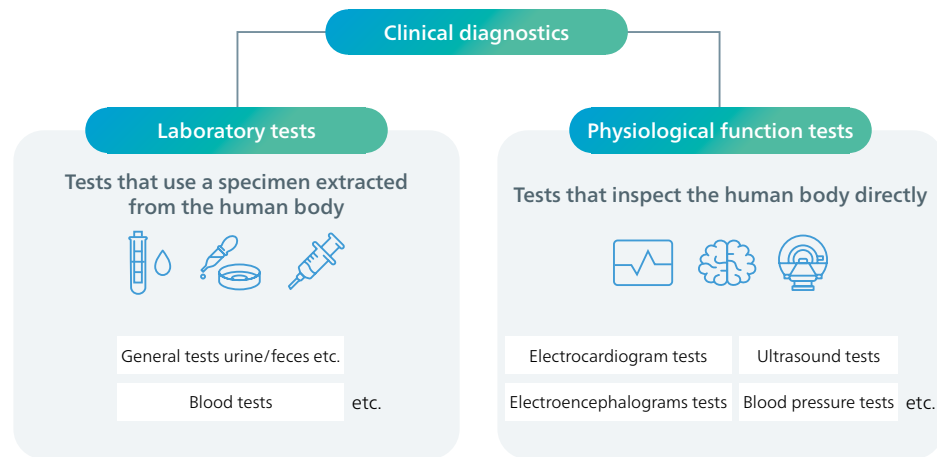 Clinical diagnostics
Laboratory tests
Tests that use a specimen extracted
from the human body
General tests urine/feces etc.
Blood tests
etc.
Physiological function tests
Tests that inspect the human body directly
Electrocardiogram tests
Ultrasound tests
Electroencephalograms tests
Blood pressure tests
etc.